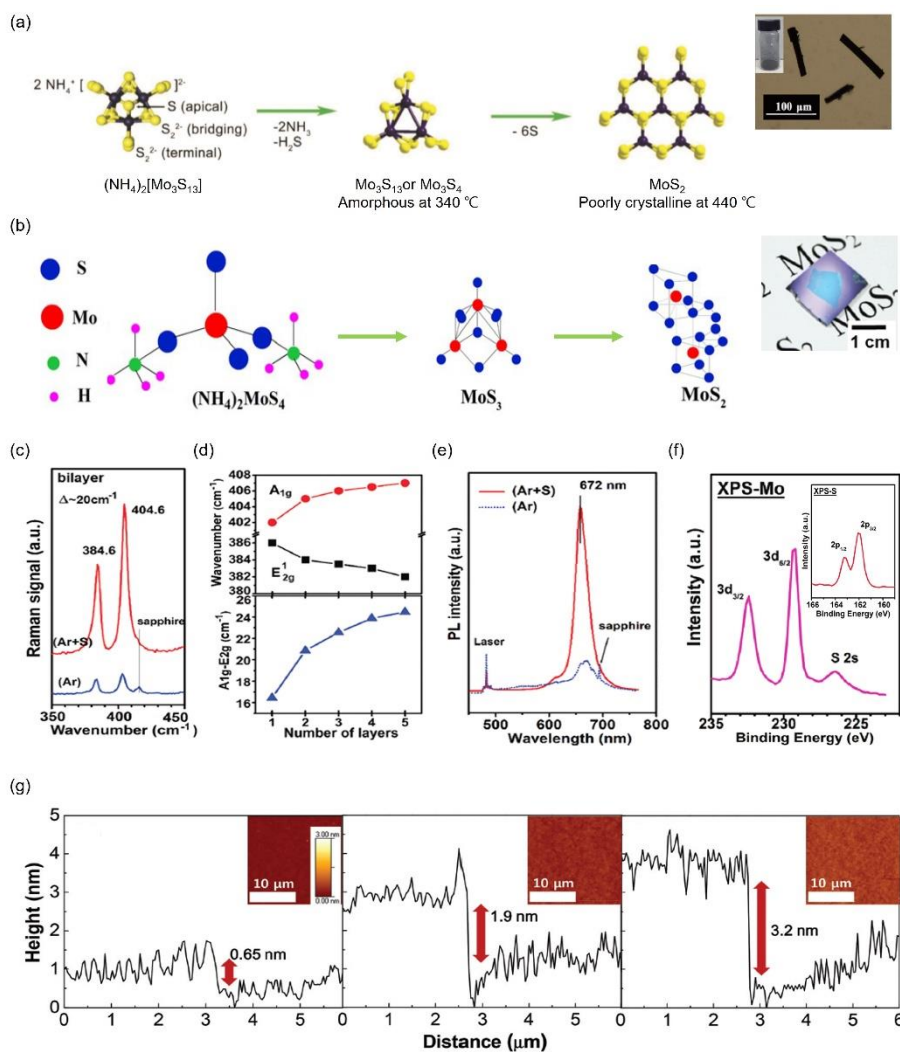 (a)
2 NH₄⁺ [
]²⁻
S (apical)
S₂²⁻ (bridging)
S₂²⁻ (terminal)
(NH₄)₂[Mo₃S₁₃]
-2NH₃
-H₂S
Mo₃S₁₃or Mo₃S₄
Amorphous at 340 ℃
- 6S
MoS₂
Poorly crystalline at 440 ℃
100 µm
(b)
S
Mo
N
H
(NH₄)₂MoS₄
MoS₃
MoS₂
MoS₂
MoS₂
1 cm
(c)
bilayer
Δ~20cm⁻¹
404.6
384.6
(Ar+S)
sapphire
(Ar)
Raman signal (a.u.)
350 400 450
Wavenumber (cm⁻¹)
(d)
408
406
404
402
386
384
382
A₁g
E¹₂g
Wavenumber (cm⁻¹)
26
24
22
20
18
16
A1g-E2g (cm⁻¹)
1 2 3 4 5
Number of layers
(e)
(Ar+S)
(Ar)
672 nm
Laser
sapphire
PL intensity (a.u.)
500 600 700 800
Wavelength (nm)
(f)
XPS-Mo
3d₃/₂
3d₅/₂
S 2s
Intensity (a.u.)
235 230 225
Binding Energy (eV)
XPS-S
2p₁/₂
2p₃/₂
Intensity (a.u.)
165 162 160 159
Binding Energy (eV)
(g)
Height (nm)
5
4
3
2
1
0
3.00 nm
0.00 nm
10 µm
0.65 nm
10 µm
1.9 nm
10 µm
3.2 nm
0 1 2 3 4 5
0 1 2 3 4 5
0 1 2 3 4 5 6
Distance (µm)